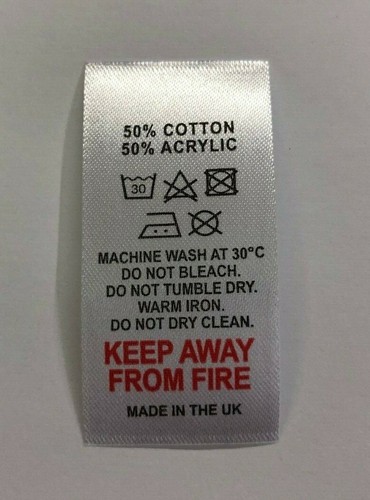 50% COTTON
50% ACRYLIC
30
MACHINE WASH AT 30°C
DO NOT BLEACH.
DO NOT TUMBLE DRY.
WARM IRON.
DO NOT DRY CLEAN.
KEEP AWAY
FROM FIRE
MADE IN THE UK